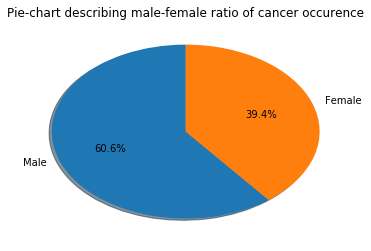 Pie-chart describing male-female ratio of cancer occurence
Female
39.4%
60.6%
Male